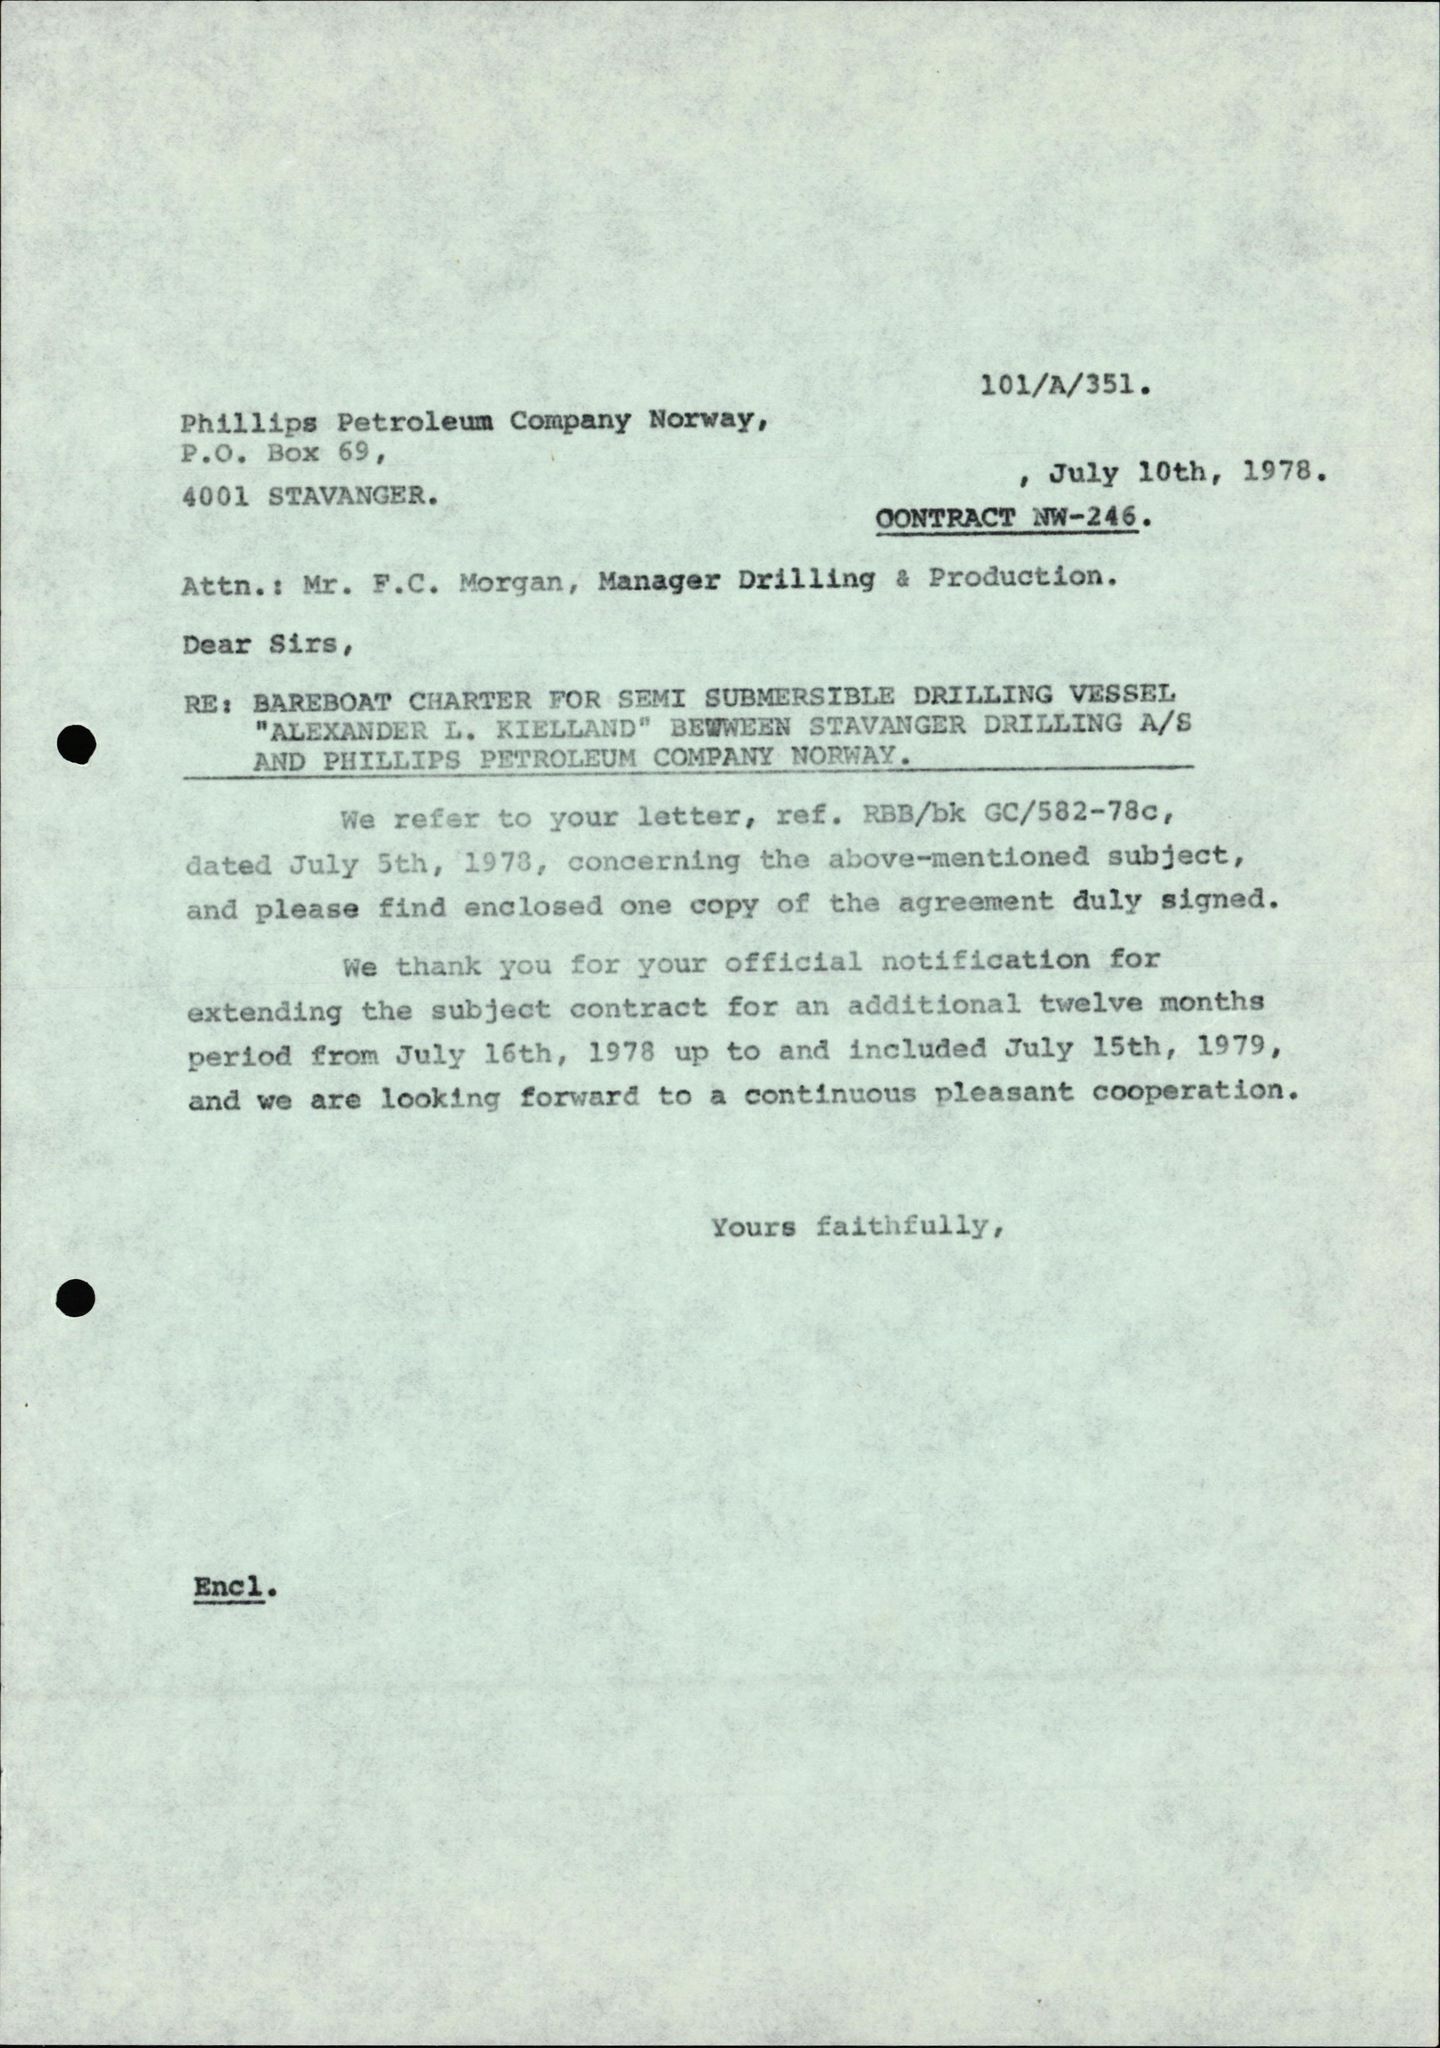 101/A/351.
Phillips Petroleum Company Norway,
P.O. Box 69,
, July 10th, 1978.
4001 STAVANGER.
CONTRACT NW-246.
Attn.: Mr. F.C. Morgan, Manager Drilling & Production.
Dear Sirs,
RE: BAREBOAT CHARTER FOR SEMI SUBMERSIBLE DRILLING VESSEL
"ALEXANDER L. KIELLAND" BEWWEEN STAVANGER DRILLING A/S
AND PHILLIPS PETROLEUM COMPANY NORWAY.
We refer to your letter, ref. RBB/bk GC/582-78c,
dated July 5th, 1978, concerning the above-mentioned subject,
and please find enclosed one copy of the agreement duly signed.
We thank you for your official notification for
extending the subject contract for an additional twelve months
period from July 16th, 1978 up to and included July 15th, 1979,
and we are looking forward to a continuous pleasant cooperation.
Yours faithfully,
Encl.